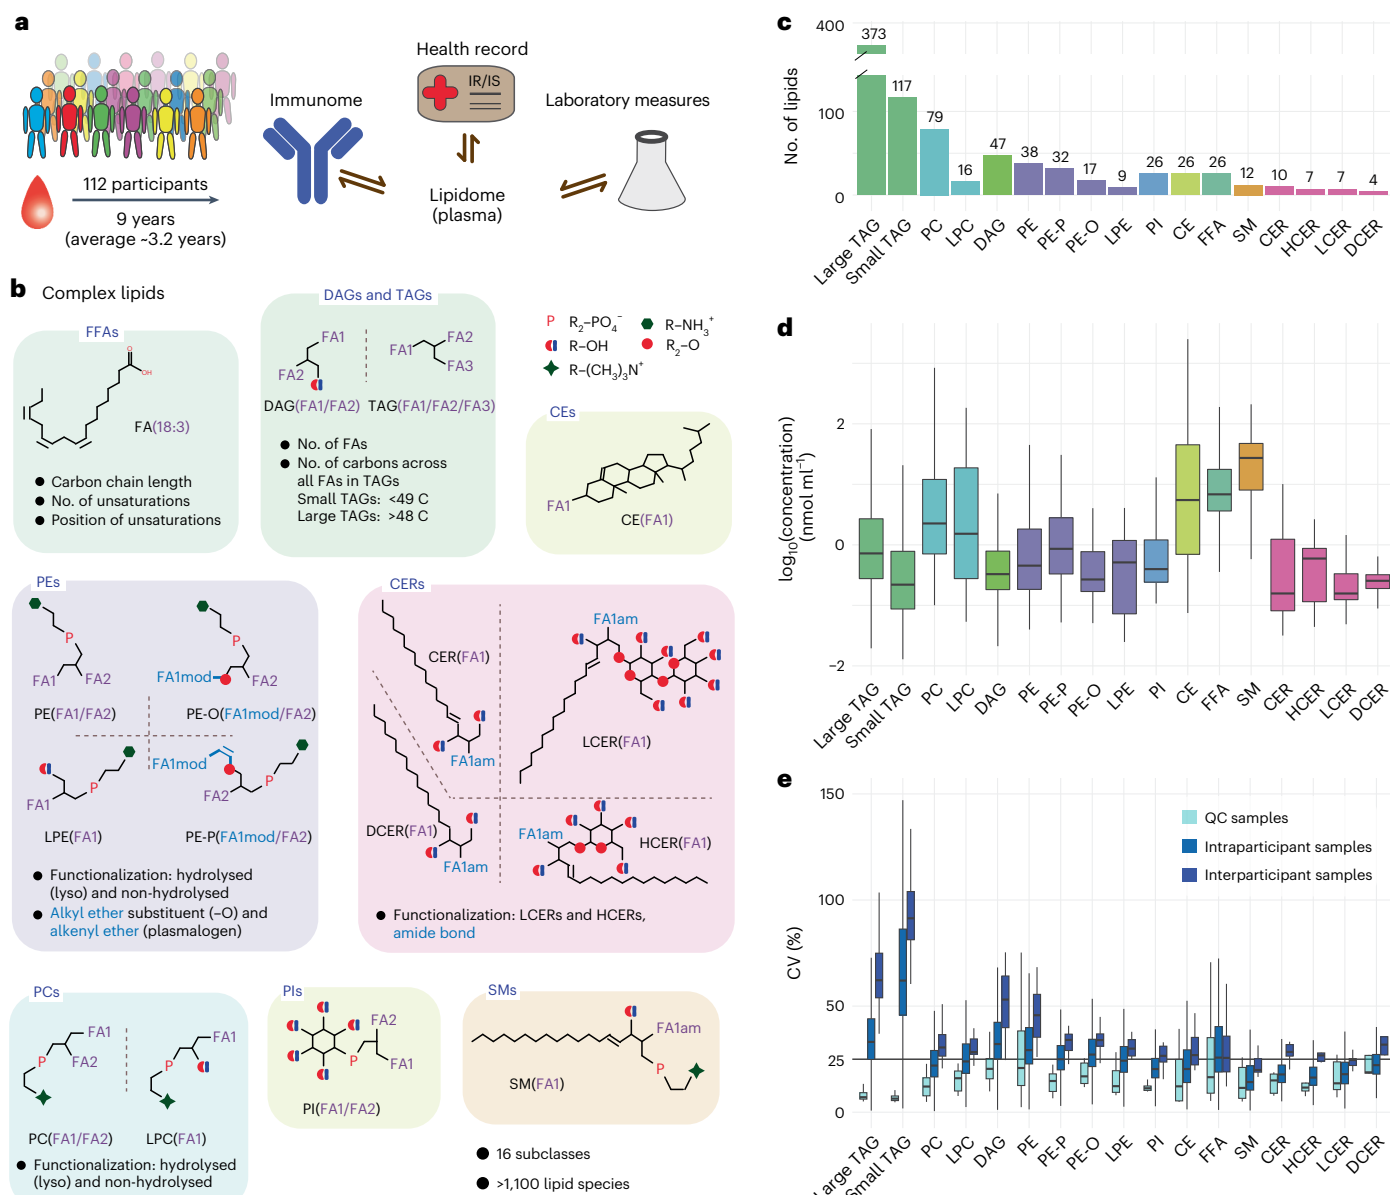 a
Health record
IR/IS
Immunome
Laboratory measures
112 participants
9 years
(average ~3.2 years)
Lipidome
(plasma)
b
Complex lipids
FFAs
O
OH
FA(18:3)
● Carbon chain length
● No. of unsaturations
● Position of unsaturations
DAGs and TAGs
FA1
FA2
DAG(FA1/FA2)
FA1
FA2
FA3
TAG(FA1/FA2/FA3)
● No. of FAs
● No. of carbons across
all FAs in TAGs
Small TAGs: <49 C
Large TAGs: >48 C
P R₂–PO₄⁻
R–NH₃⁺
R–OH
R₂–O
R–(CH₃)₃N⁺
CEs
FA1
CE(FA1)
PEs
P
FA1
FA2
PE(FA1/FA2)
P
FA1mod
FA2
PE-O(FA1mod/FA2)
P
FA1
LPE(FA1)
FA1mod
P
FA2
PE-P(FA1mod/FA2)
● Functionalization: hydrolysed
(lyso) and non-hydrolysed
● Alkyl ether substituent (–O) and
alkenyl ether (plasmalogen)
CERs
CER(FA1)
FA1am
FA1am
LCER(FA1)
DCER(FA1)
FA1am
FA1am
HCER(FA1)
● Functionalization: LCERs and HCERs,
amide bond
PCs
FA1
P
FA2
PC(FA1/FA2)
FA1
P
LPC(FA1)
● Functionalization: hydrolysed
(lyso) and non-hydrolysed
PIs
FA2
P
FA1
PI(FA1/FA2)
SMs
FA1am
P
SM(FA1)
● 16 subclasses
● >1,100 lipid species
c
No. of lipids
400
100
0
373
117
79
16
47
38
32
17
9
26
26
26
12
10
7
7
4
Large TAG
Small TAG
PC
LPC
DAG
PE
PE-P
PE-O
LPE
PI
CE
FFA
SM
CER
HCER
LCER
DCER
d
log₁₀(concentration)
(nmol ml⁻¹)
2
0
−2
Large TAG
Small TAG
PC
LPC
DAG
PE
PE-P
PE-O
LPE
PI
CE
FFA
SM
CER
HCER
LCER
DCER
e
CV (%)
150
100
50
25
0
QC samples
Intraparticipant samples
Interparticipant samples
Large TAG
Small TAG
PC
LPC
DAG
PE
PE-P
PE-O
LPE
PI
CE
FFA
SM
CER
HCER
LCER
DCER